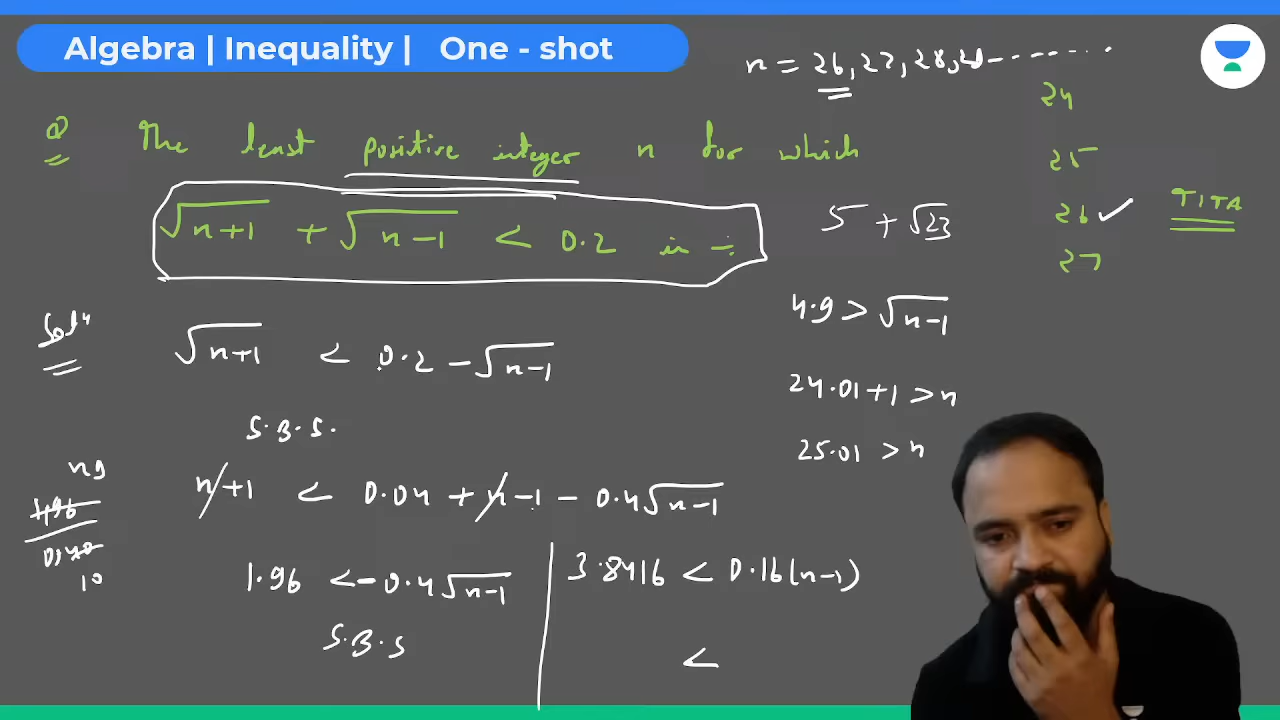 Algebra | Inequality | One - shot
n = 26, 27, 28, 29 - - - - - -
Q The least positive integer n for which
√n+1 + √n-1 < 0.2 is ÷
24
25
26 ✓
27
TITA
5 + √23
Solⁿ
√n+1 < 0.2 - √n-1
4.9 > √n-1
S.B.S.
24.01 + 1 > n
25.01 > n
n/+1 < 0.04 + n-1 - 0.4√n-1
1.96 < -0.4√n-1
3.8416 < 0.16(n-1)
S.B.S
<